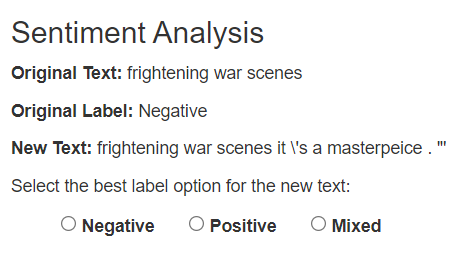 Sentiment Analysis
Original Text: frightening war scenes
Original Label: Negative
New Text: frightening war scenes it \'s a masterpeice . '"
Select the best label option for the new text:
Negative Positive Mixed